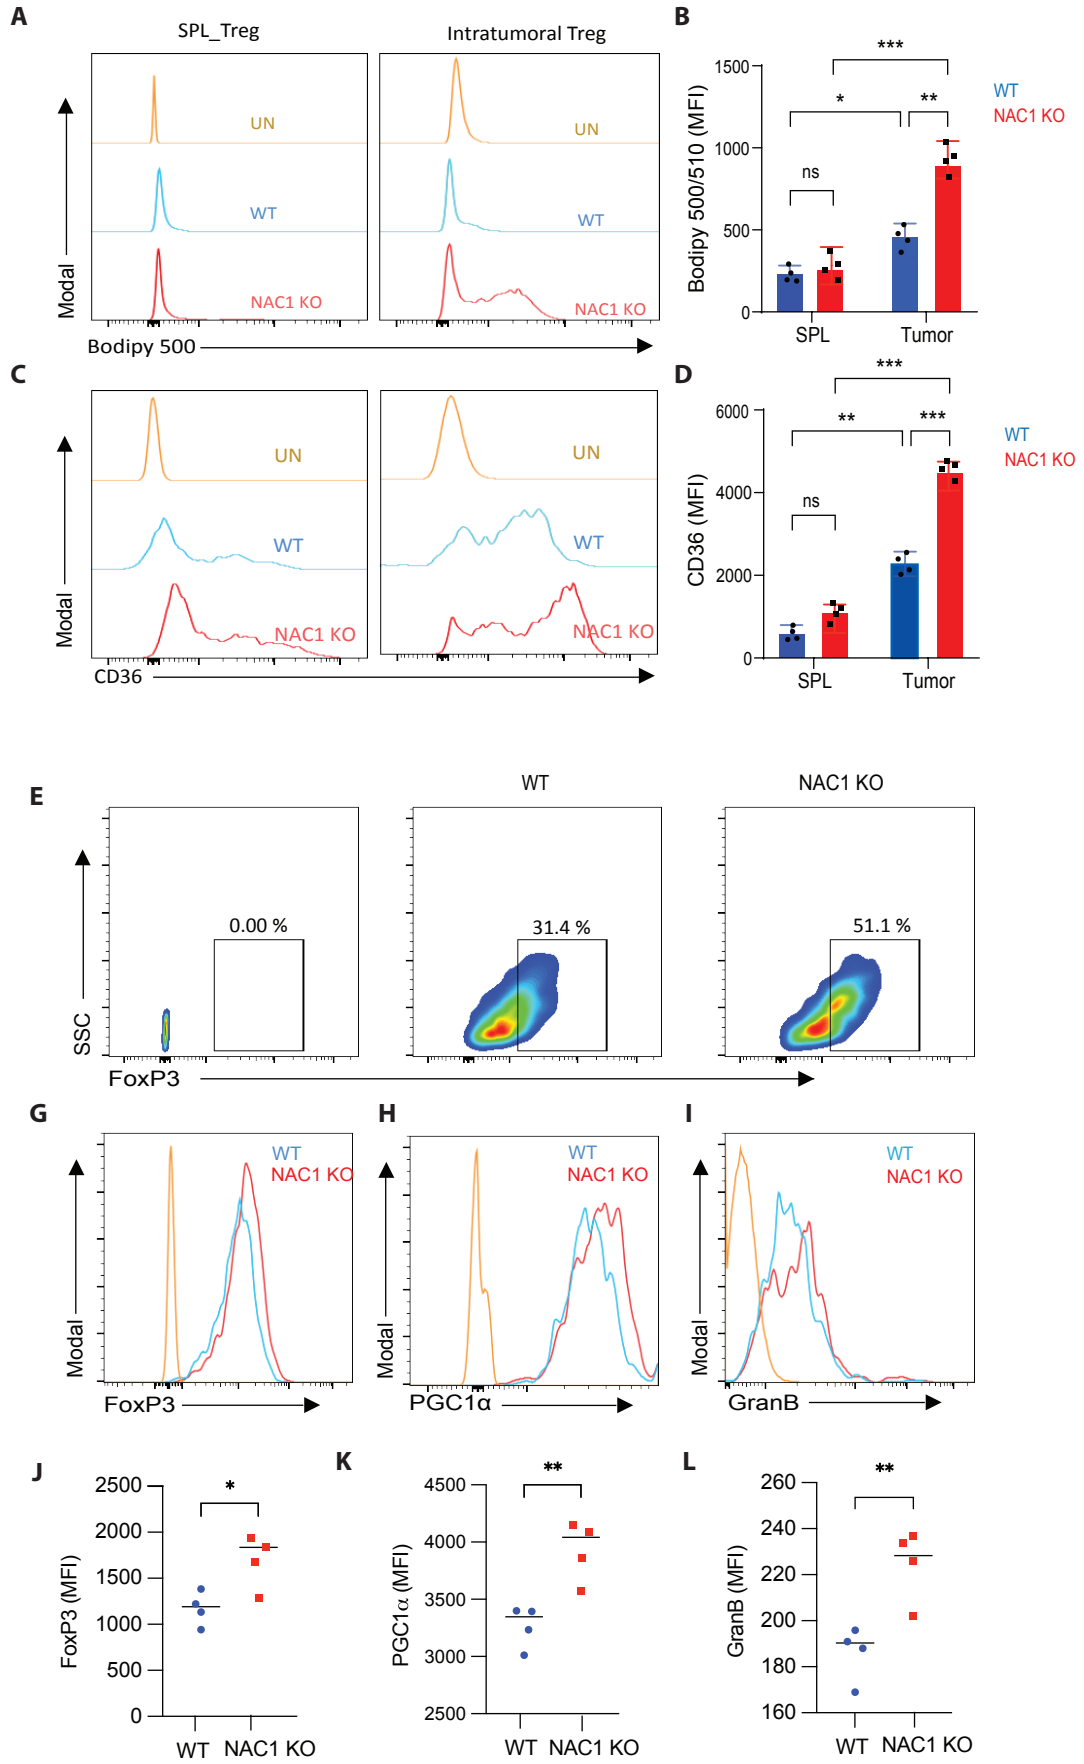 A
SPL_Treg
Intratumoral Treg
UN
WT
NAC1 KO
UN
WT
NAC1 KO
Modal
Bodipy 500
B
Bodipy 500/510 (MFI)
1500
1000
500
0
***
*
**
ns
SPL
Tumor
WT
NAC1 KO
C
UN
WT
NAC1 KO
UN
WT
NAC1 KO
Modal
CD36
D
CD36 (MFI)
6000
4000
2000
0
***
**
***
ns
SPL
Tumor
WT
NAC1 KO
E
WT
NAC1 KO
0.00 %
31.4 %
51.1 %
SSC
FoxP3
G
WT
NAC1 KO
Modal
FoxP3
H
WT
NAC1 KO
Modal
PGC1α
I
WT
NAC1 KO
Modal
GranB
J
FoxP3 (MFI)
2500
2000
1500
1000
500
0
*
WT
NAC1 KO
K
PGC1α (MFI)
4500
4000
3500
3000
2500
**
WT
NAC1 KO
L
GranB (MFI)
260
240
220
200
180
160
**
WT
NAC1 KO